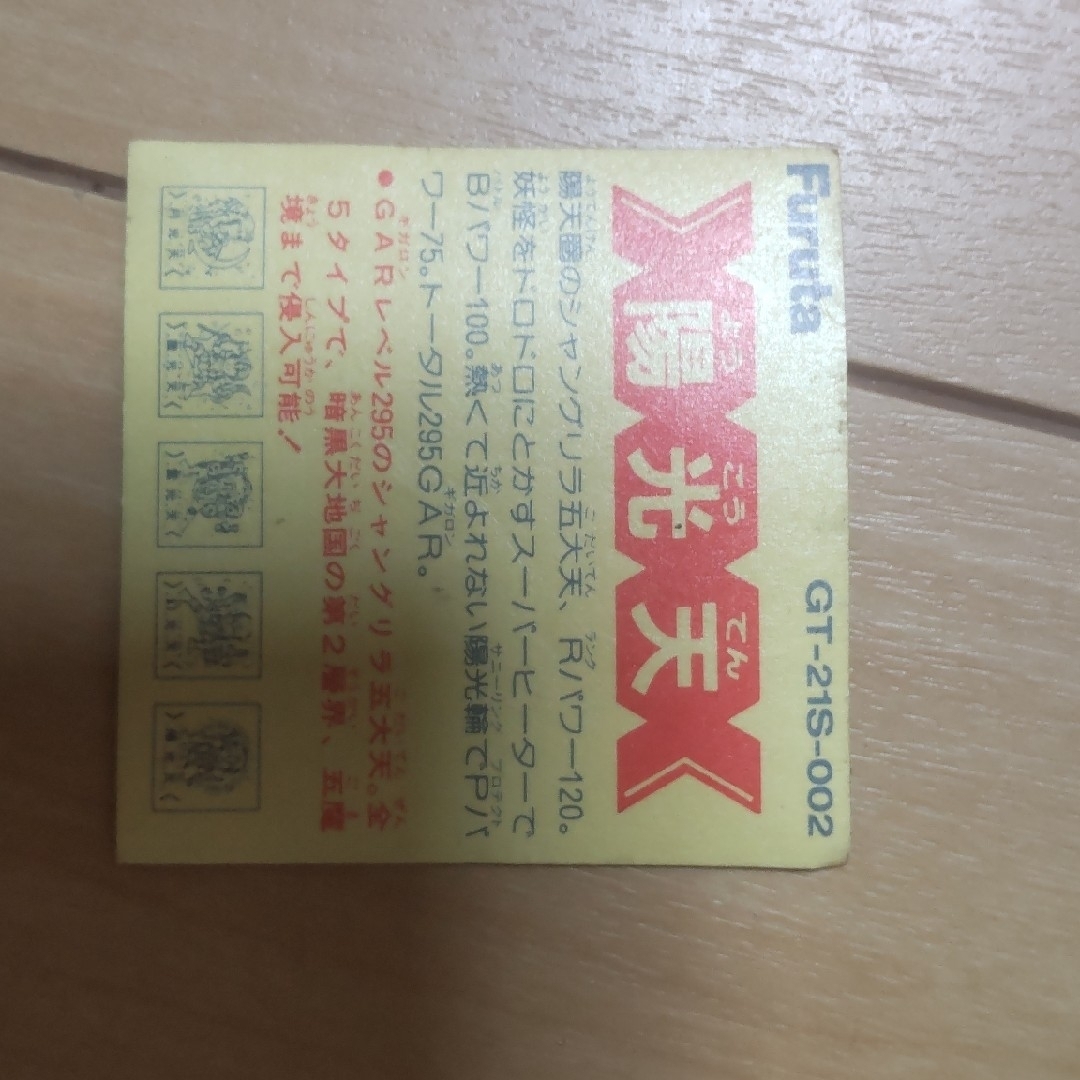 Furuta GT-21S-002
陽光天
ようこうてん
陽天圏のシャングリラ五大天、Rパワー120。
妖怪をドロドロにとかすスーパーヒーターで
Bパワー100。熱くて近よれない陽光輪でPパ
ワー75。トータル295GAR。
●GARレベル295のシャングリラ五大天。全
5タイプで、暗黒大地国の第2層界、五魔
境まで侵入可能！